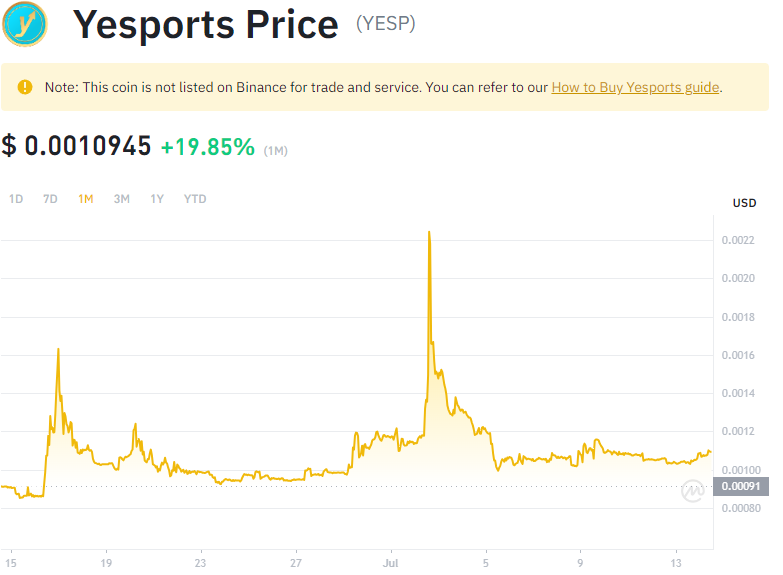 Yesports Price (YESP)
Note: This coin is not listed on Binance for trade and service. You can refer to our How to Buy Yesports guide.
$ 0.0010945 +19.85% (1M)
1D 7D 1M 3M 1Y YTD
USD
0.0022
0.0020
0.0018
0.0016
0.0014
0.0012
0.00100
0.00091
0.00080
15 19 23 27 Jul 5 9 13